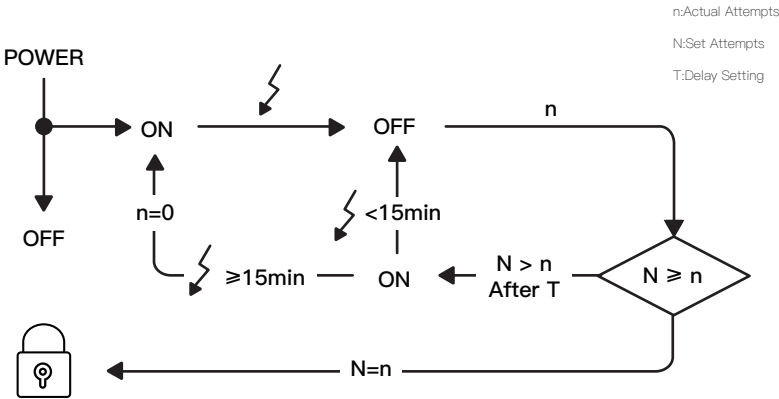 n:Actual Attempts
N:Set Attempts
T:Delay Setting
POWER
ON
OFF
n
OFF
n=0
<15min
≥15min
ON
N > n
After T
N ≥ n
N=n